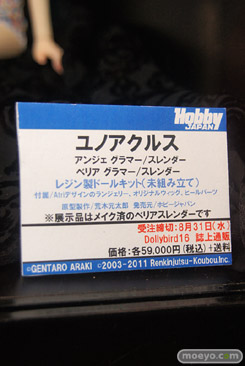 Hobby
JAPAN
ユノアクルス
アンジェ グラマー/スレンダー
ベリア グラマー/スレンダー
レジン製ドールキット(未組み立て)
付属/Atriデザインのランジェリー、オリジナルウィッグ、ヒールパーツ
原型製作/荒木元太郎 発売元/ホビージャパン
※展示品はメイク済のベリアスレンダーです
受注締切:8月31日(水)
Dollybird16 誌上通販
価格:各59,000円(税込)+送料
©GENTARO ARAKI ©2003-2011 Renkinjutsu-Koubou,Inc.
moeyo.com